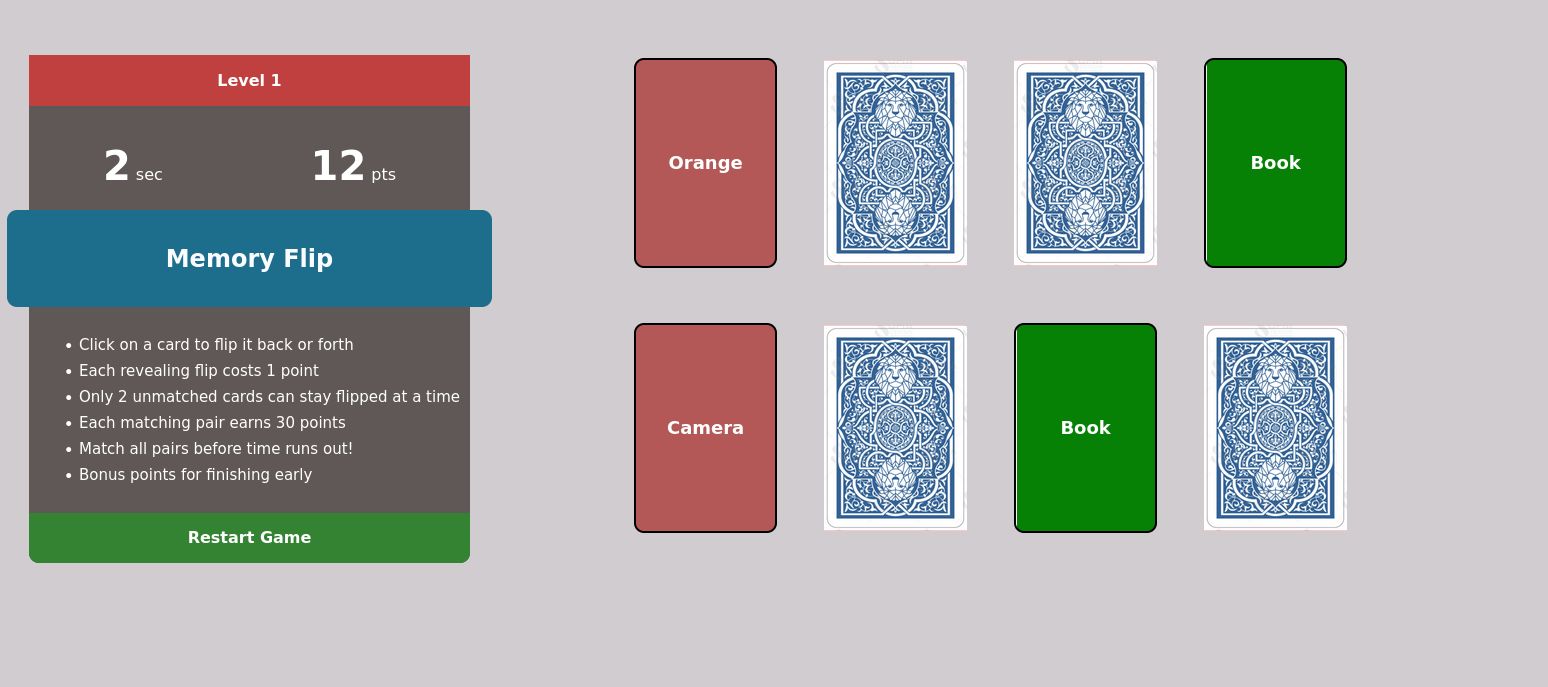 Level 1
2 sec
12 pts
Memory Flip
• Click on a card to flip it back or forth
• Each revealing flip costs 1 point
• Only 2 unmatched cards can stay flipped at a time
• Each matching pair earns 30 points
• Match all pairs before time runs out!
• Bonus points for finishing early
Restart Game
Orange
Book
Camera
Book